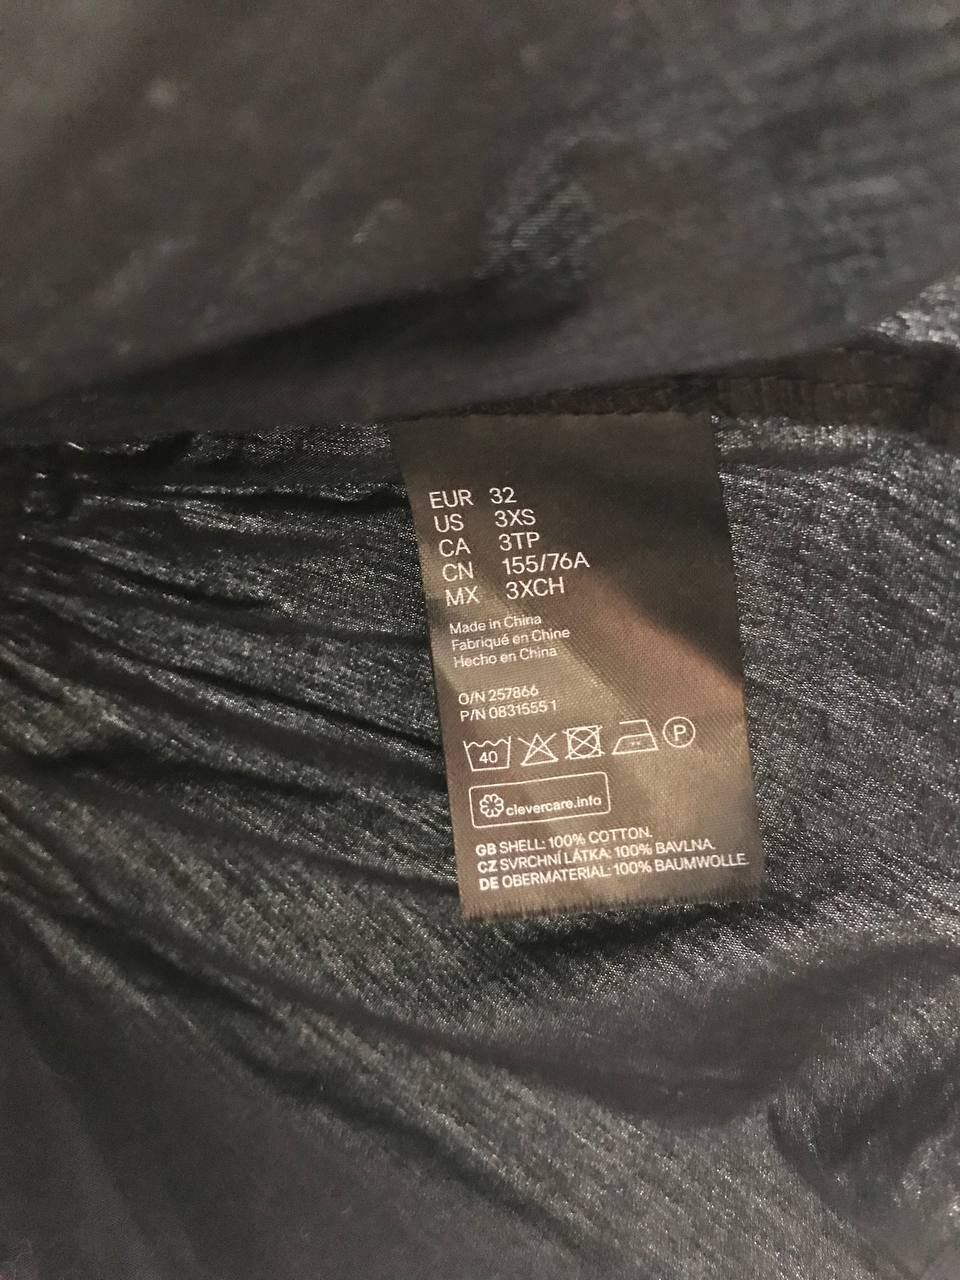 EUR 32
US 3XS
CA 3TP
CN 155/76A
MX 3XCH
Made in China
Fabriqué en Chine
Hecho en China
O/N 257866
P/N 0831555 1
40 P
clevercare.info
GB SHELL: 100% COTTON.
CZ SVRCHNÍ LÁTKA: 100% BAVLNA.
DE OBERMATERIAL: 100% BAUMWOLLE.